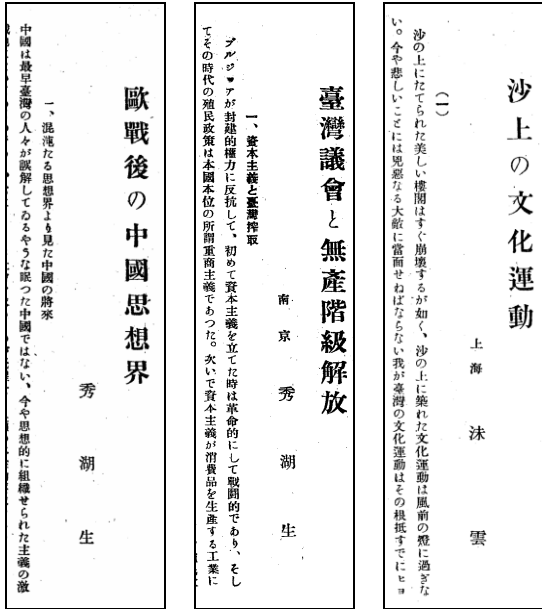 歐戰後の中國思想界
秀湖生
一、混沌たる思想界より見た中國の將來
中國は最早臺灣の人々が誤解してゐるやうな眠つた中國ではない、今や思想的に組織せられた主義の激
臺灣議會と無產階級解放
南京 秀湖生
一、資本主義と臺灣搾取
ブルジョアが封建的權力に反抗して、初めて資本主義を立てた時は革命的にして戰鬪的であり、そし
てその時代の殖民政策は本國本位の所謂重商主義であつた。次いで資本主義が消費品を生產する工業に
沙上の文化運動
上海 沫雲
(一)
沙の上にたてられた美しい樓閣はすぐ崩壞するが如く、沙の上に築れた文化運動は風前の燈に過ぎな
い。今や悲しいことには兇惡なる大敵に當面せねばならない我が臺灣の文化運動はその根抵すでにヒヨ